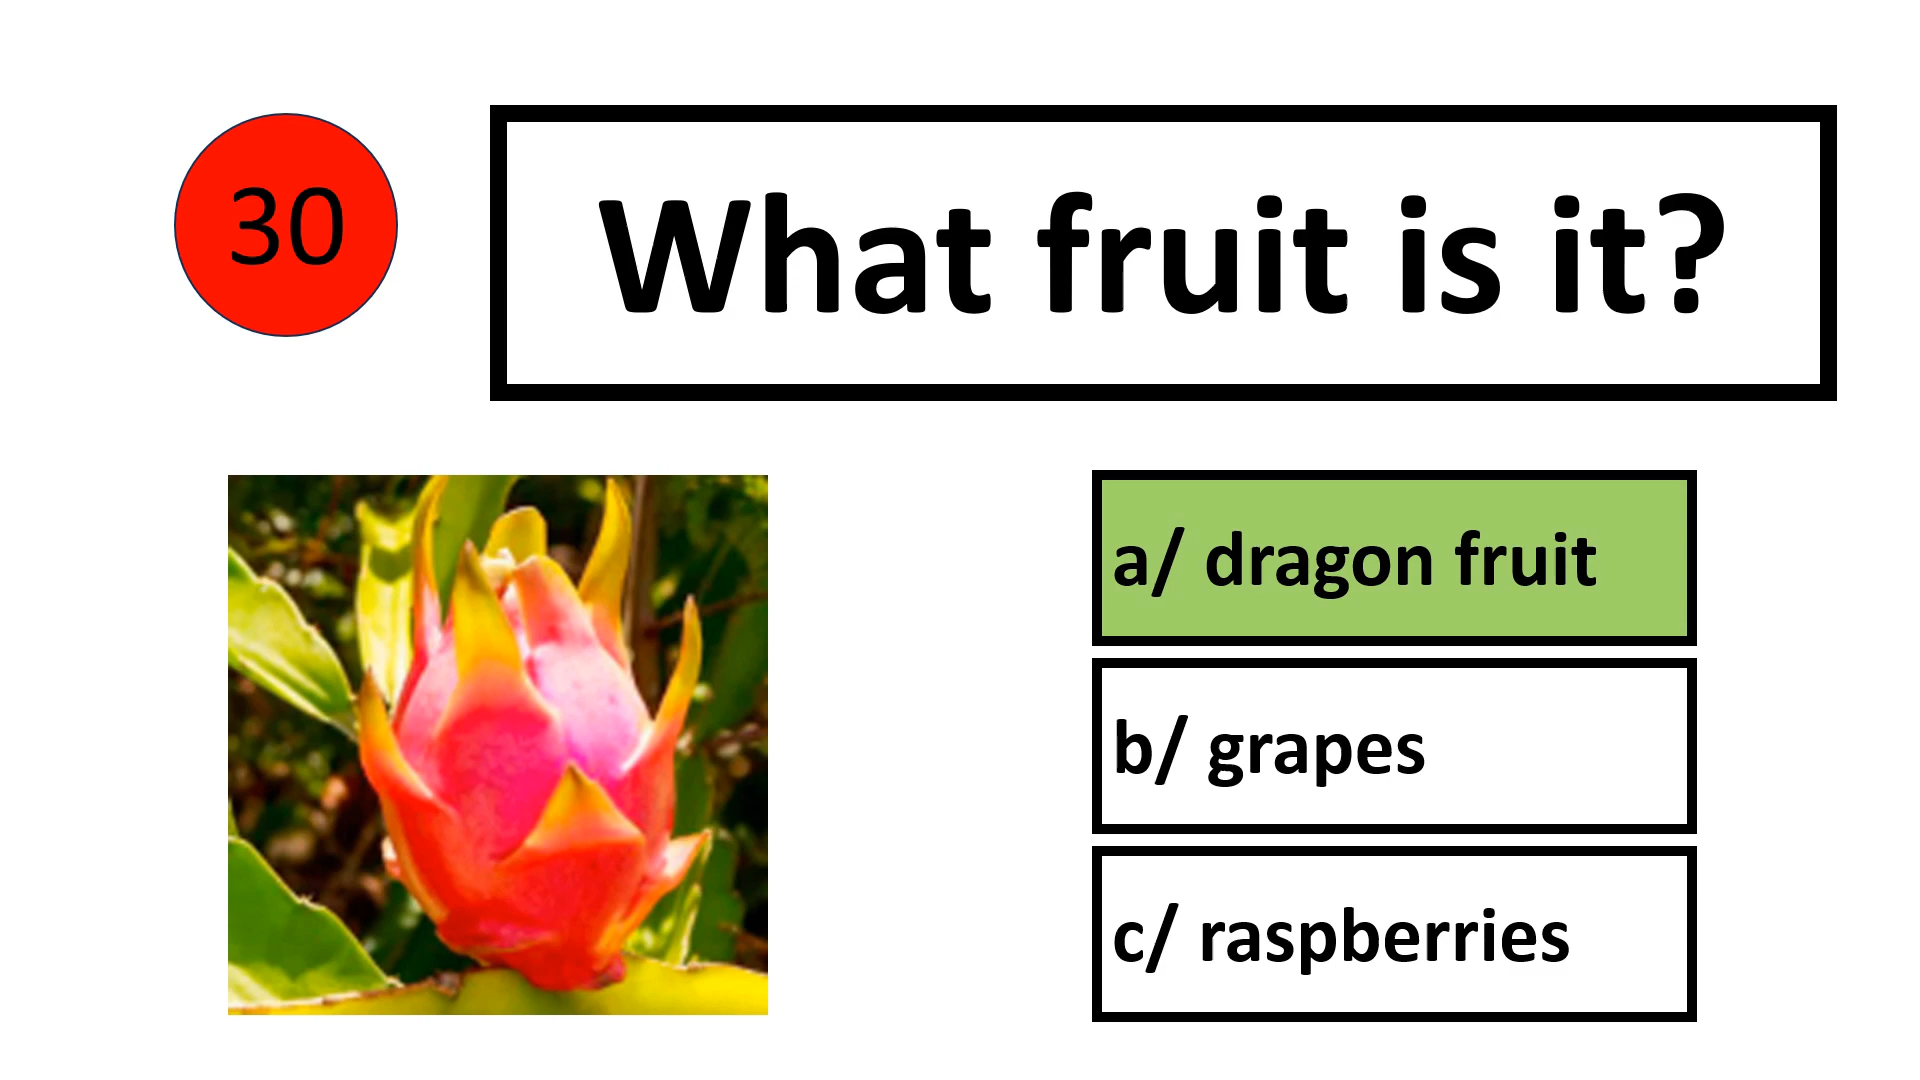 30
What fruit is it?
a/ dragon fruit
b/ grapes
c/ raspberries